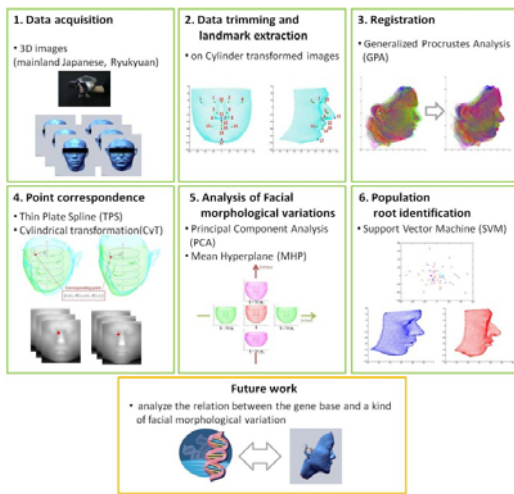 1. Data acquisition
• 3D images
(mainland Japanese, Ryukyuan)
2. Data trimming and
landmark extraction
• on Cylinder transformed images
3. Registration
• Generalized Procrustes Analysis
(GPA)
4. Point correspondence
• Thin Plate Spline (TPS)
• Cylindrical transformation(CyT)
Corresponding point
5. Analysis of Facial
morphological variations
• Principal Component Analysis
(PCA)
• Mean Hyperplane (MHP)
6. Population
root identification
• Support Vector Machine (SVM)
Future work
• analyze the relation between the gene base and a kind
of facial morphological variation